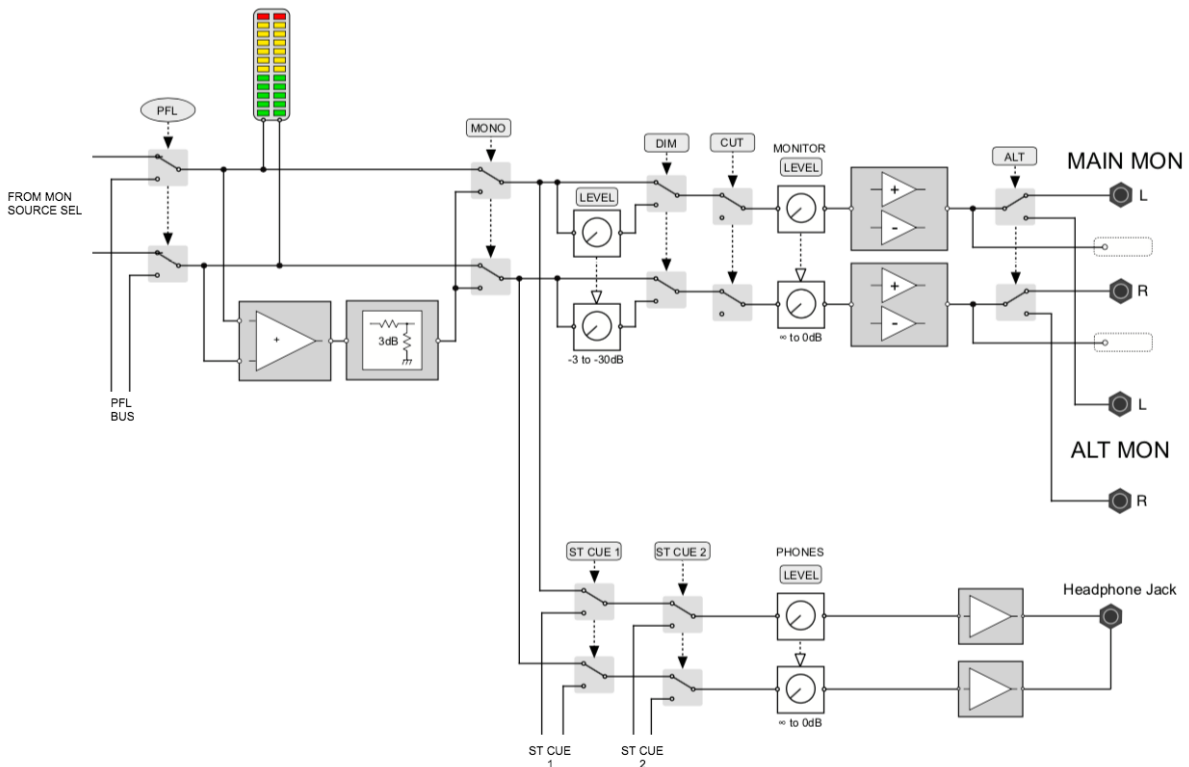 PFL
MONO
DIM
CUT
MONITOR
LEVEL
ALT
MAIN MON
L
FROM MON
SOURCE SEL
LEVEL
+
-
R
+
-
+
3dB
-3 to -30dB
∞ to 0dB
PFL
BUS
L
ALT MON
R
ST CUE 1
ST CUE 2
PHONES
LEVEL
Headphone Jack
∞ to 0dB
ST CUE
1
ST CUE
2